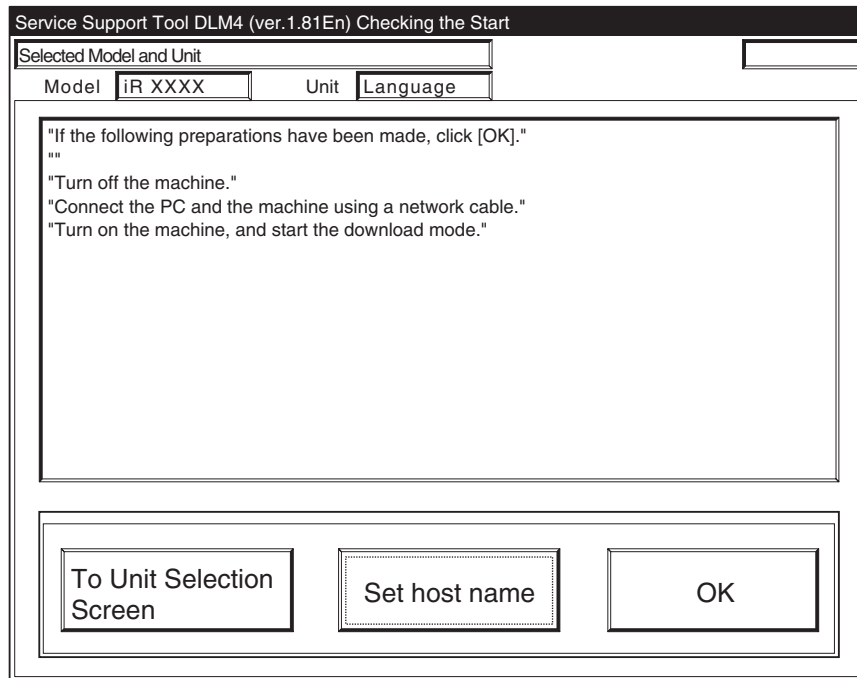 Service Support Tool DLM4 (ver.1.81En) Checking the Start
Selected Model and Unit
Model iR XXXX Unit Language
"If the following preparations have been made, click [OK]."
""
"Turn off the machine."
"Connect the PC and the machine using a network cable."
"Turn on the machine, and start the download mode."
To Unit Selection
Screen
Set host name
OK